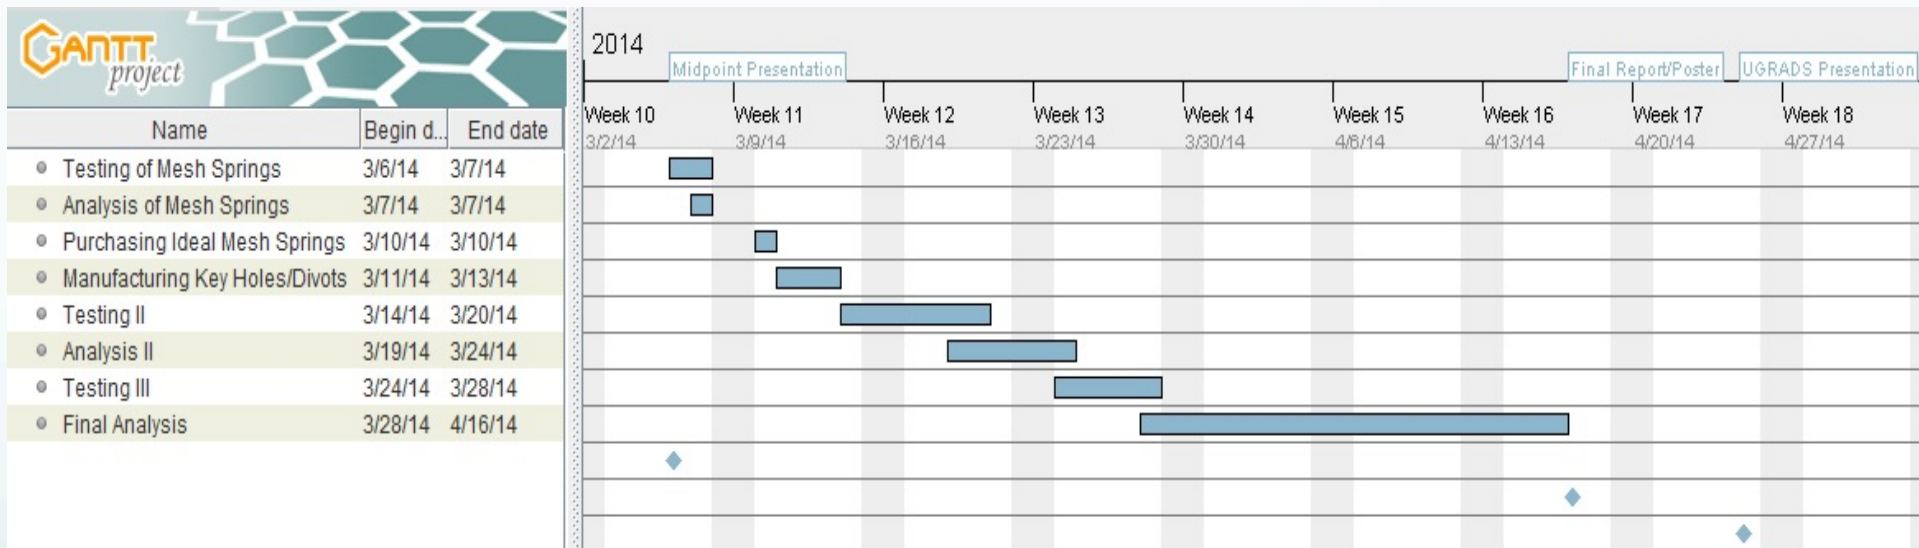 GANTT
project
2014
Midpoint Presentation Final Report/Poster UGRADS Presentation
Week 10 Week 11 Week 12 Week 13 Week 14 Week 15 Week 16 Week 17 Week 18
3/2/14 3/9/14 3/16/14 3/23/14 3/30/14 4/6/14 4/13/14 4/20/14 4/27/14
Name Begin d... End date
Testing of Mesh Springs 3/6/14 3/7/14
Analysis of Mesh Springs 3/7/14 3/7/14
Purchasing Ideal Mesh Springs 3/10/14 3/10/14
Manufacturing Key Holes/Divots 3/11/14 3/13/14
Testing II 3/14/14 3/20/14
Analysis II 3/19/14 3/24/14
Testing III 3/24/14 3/28/14
Final Analysis 3/28/14 4/16/14